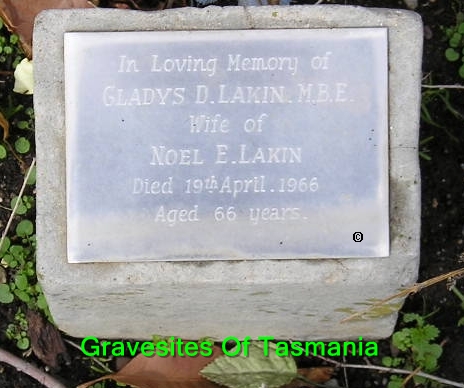 In Loving Memory of
GLADYS D. LAKIN. M.B.E.
Wife of
NOEL E. LAKIN
Died 19th April. 1966
Aged 66 years.
©
Gravesites Of Tasmania